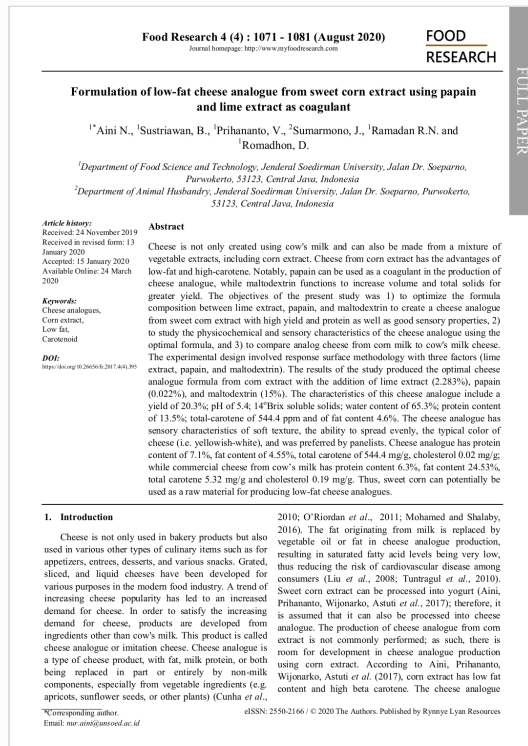 Food Research 4 (4) : 1071 - 1081 (August 2020)
Journal homepage: http://www.myfoodresearch.com
FOOD
RESEARCH
FULL PAPER
Formulation of low-fat cheese analogue from sweet corn extract using papain
and lime extract as coagulant
1*Aini N., 1Sustriawan, B., 1Prihananto, V., 2Sumarmono, J., 1Ramadan R.N. and
1Romadhon, D.
1Department of Food Science and Technology, Jenderal Soedirman University, Jalan Dr. Soeparno,
Purwokerto, 53123, Central Java, Indonesia
2Department of Animal Husbandry, Jenderal Soedirman University, Jalan Dr. Soeparno, Purwokerto,
53123, Central Java, Indonesia
Article history:
Received: 24 November 2019
Received in revised form: 13
January 2020
Accepted: 15 January 2020
Available Online: 24 March
2020
Keywords:
Cheese analogues,
Corn extract,
Low fat,
Carotenoid
DOI:
https://doi.org/10.26656/fr.2017.4(4).395
Abstract
Cheese is not only created using cow's milk and can also be made from a mixture of
vegetable extracts, including corn extract. Cheese from corn extract has the advantages of
low-fat and high-carotene. Notably, papain can be used as a coagulant in the production of
cheese analogue, while maltodextrin functions to increase volume and total solids for
greater yield. The objectives of the present study was 1) to optimize the formula
composition between lime extract, papain, and maltodextrin to create a cheese analogue
from sweet corn extract with high yield and protein as well as good sensory properties, 2)
to study the physicochemical and sensory characteristics of the cheese analogue using the
optimal formula, and 3) to compare analog cheese from corn milk to cow's milk cheese.
The experimental design involved response surface methodology with three factors (lime
extract, papain, and maltodextrin). The results of the study produced the optimal cheese
analogue formula from corn extract with the addition of lime extract (2.283%), papain
(0.022%), and maltodextrin (15%). The characteristics of this cheese analogue include a
yield of 20.3%; pH of 5.4; 14°Brix soluble solids; water content of 65.3%; protein content
of 13.5%; total-carotene of 544.4 ppm and of fat content 4.6%. The cheese analogue has
sensory characteristics of soft texture, the ability to spread evenly, the typical color of
cheese (i.e. yellowish-white), and was preferred by panelists. Cheese analogue has protein
content of 7.1%, fat content of 4.55%, total carotene of 544.4 mg/g, cholesterol 0.02 mg/g;
while commercial cheese from cow's milk has protein content 6.3%, fat content 24.53%,
total carotene 5.32 mg/g and cholesterol 0.19 mg/g. Thus, sweet corn can potentially be
used as a raw material for producing low-fat cheese analogues.
1. Introduction
Cheese is not only used in bakery products but also
used in various other types of culinary items such as for
appetizers, entrees, desserts, and various snacks. Grated,
sliced, and liquid cheeses have been developed for
various purposes in the modern food industry. A trend of
increasing cheese popularity has led to an increased
demand for cheese. In order to satisfy the increasing
demand for cheese, products are developed from
ingredients other than cow's milk. This product is called
cheese analogue or imitation cheese. Cheese analogue is
a type of cheese product, with fat, milk protein, or both
being replaced in part or entirely by non-milk
components, especially from vegetable ingredients (e.g.
apricots, sunflower seeds, or other plants) (Cunha et al.,
2010; O'Riordan et al., 2011; Mohamed and Shalaby,
2016). The fat originating from milk is replaced by
vegetable oil or fat in cheese analogue production,
resulting in saturated fatty acid levels being very low,
thus reducing the risk of cardiovascular disease among
consumers (Liu et al., 2008; Tuntragul et al., 2010).
Sweet corn extract can be processed into yogurt (Aini,
Prihananto, Wijonarko, Astuti et al., 2017); therefore, it
is assumed that it can also be processed into cheese
analogue. The production of cheese analogue from corn
extract is not commonly performed; as such, there is
room for development in cheese analogue production
using corn extract. According to Aini, Prihananto,
Wijonarko, Astuti et al. (2017), corn extract has low fat
content and high beta carotene. The cheese analogue
*Corresponding author.
Email: nur.aini@unsoed.ac.id
eISSN: 2550-2166 / © 2020 The Authors. Published by Rynnye Lyan Resources